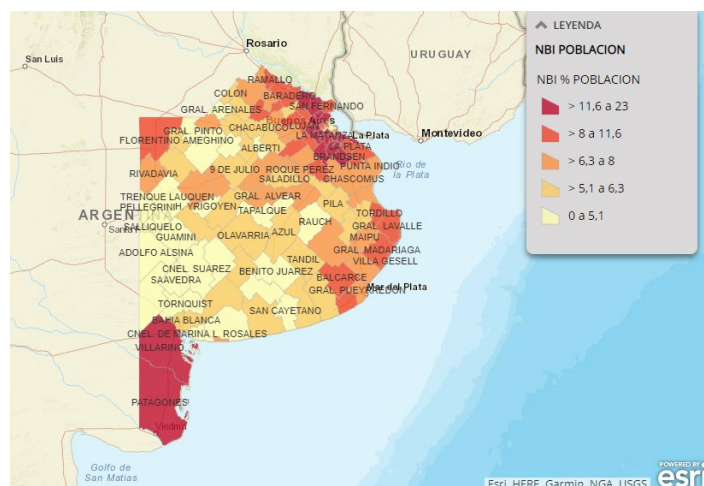 LEYENDA
NBI POBLACION
NBI % POBLACION
> 11,6 a 23
> 8 a 11,6
> 6,3 a 8
> 5,1 a 6,3
0 a 5,1
San Luis
Rosario
URUGUAY
RAMALLO
COLON
BARADERO
GRAL. ARENALES
SAN FERNANDO
Buenos Aires
GRAL. PINTO
CHACABUCO
LUJAN
FLORENTINO AMEGHINO
LA MATANZA
La Plata
Montevideo
ALBERTI
LA PLATA
BRANDSEN
Rio de
la Plata
RIVADAVIA
9 DE JULIO
ROQUE PEREZ
PUNTA INDIO
SALADILLO
CHASCOMUS
TRENQUE LAUQUEN
GRAL. ALVEAR
PELLEGRINI
H. YRIGOYEN
PILA
TAPALQUE
TORDILLO
ARGEN
RAUCH
GRAL. LAVALLE
SALLIQUELO
OLAVARRIA
AZUL
MAIPU
GUAMINI
GRAL. MADARIAGA
ADOLFO ALSINA
TANDIL
VILLA GESELL
CNEL. SUAREZ
BENITO JUAREZ
BALCARCE
SAAVEDRA
GRAL. PUEYRREDON
Mar del Plata
TORNQUIST
SAN CAYETANO
BAHIA BLANCA
CNEL. DE MARINA L. ROSALES
VILLARINO
PATAGONES
Viedma
Golfo de
San Matias
POWERED BY
esri
Esri, HERE, Garmin, NGA, USGS